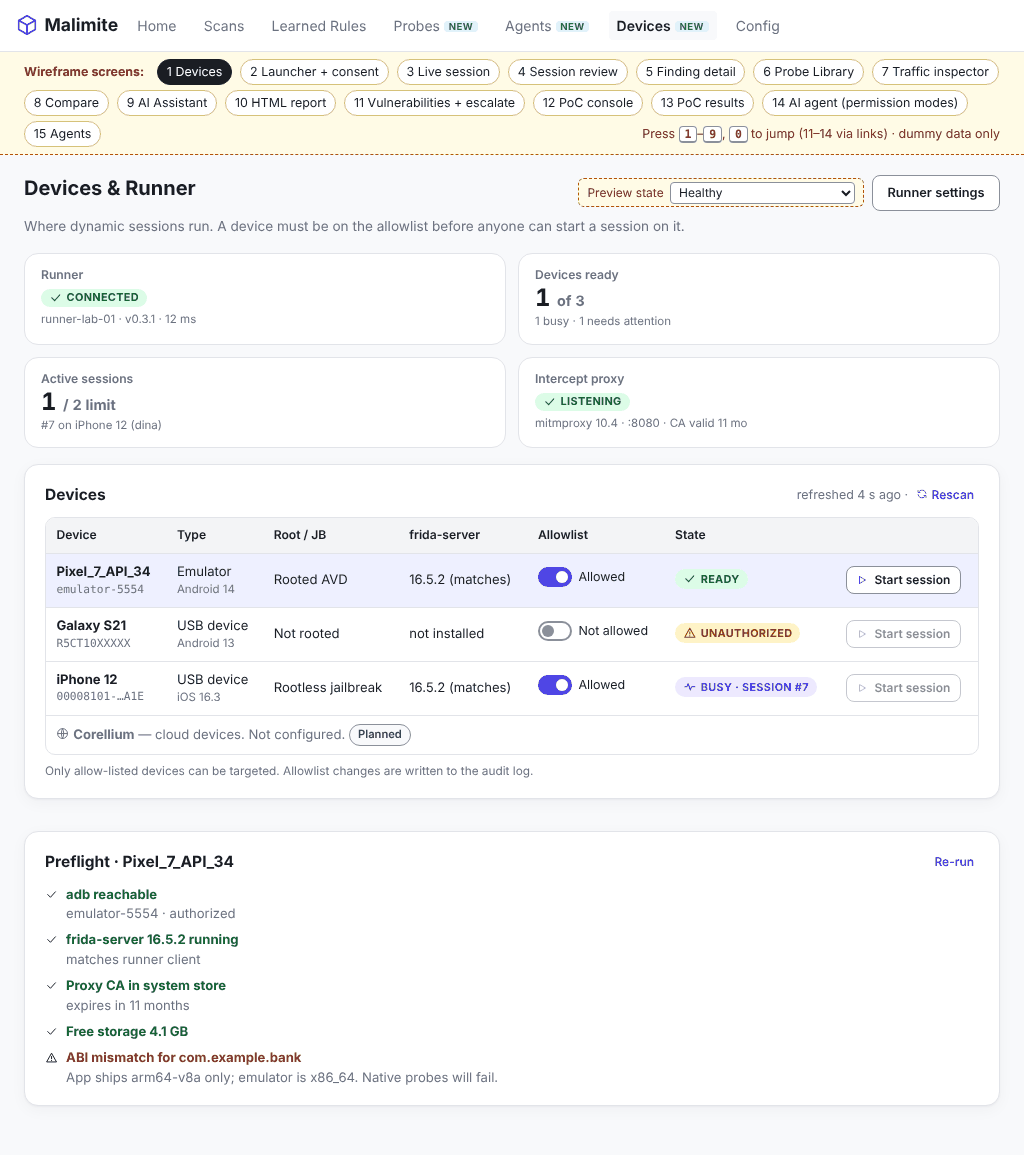 Malimite Home Scans Learned Rules Probes NEW Agents NEW Devices NEW Config
Wireframe screens: 1 Devices 2 Launcher + consent 3 Live session 4 Session review 5 Finding detail 6 Probe Library 7 Traffic inspector
8 Compare 9 AI Assistant 10 HTML report 11 Vulnerabilities + escalate 12 PoC console 13 PoC results 14 AI agent (permission modes)
15 Agents Press 1–9, 0 to jump (11–14 via links) · dummy data only
Devices & Runner Preview state Healthy Runner settings
Where dynamic sessions run. A device must be on the allowlist before anyone can start a session on it.
Runner
CONNECTED
runner-lab-01 · v0.3.1 · 12 ms
Devices ready
1 of 3
1 busy · 1 needs attention
Active sessions
1 / 2 limit
#7 on iPhone 12 (dina)
Intercept proxy
LISTENING
mitmproxy 10.4 · :8080 · CA valid 11 mo
Devices refreshed 4 s ago · Rescan
Device Type Root / JB frida-server Allowlist State
Pixel_7_API_34 Emulator Rooted AVD 16.5.2 (matches) Allowed READY Start session
emulator-5554 Android 14
Galaxy S21 USB device Not rooted not installed Not allowed UNAUTHORIZED Start session
R5CT10XXXXX Android 13
iPhone 12 USB device Rootless jailbreak 16.5.2 (matches) Allowed BUSY · SESSION #7 Start session
00008101-…A1E iOS 16.3
Corellium — cloud devices. Not configured. Planned
Only allow-listed devices can be targeted. Allowlist changes are written to the audit log.
Preflight · Pixel_7_API_34 Re-run
adb reachable
emulator-5554 · authorized
frida-server 16.5.2 running
matches runner client
Proxy CA in system store
expires in 11 months
Free storage 4.1 GB
ABI mismatch for com.example.bank
App ships arm64-v8a only; emulator is x86_64. Native probes will fail.